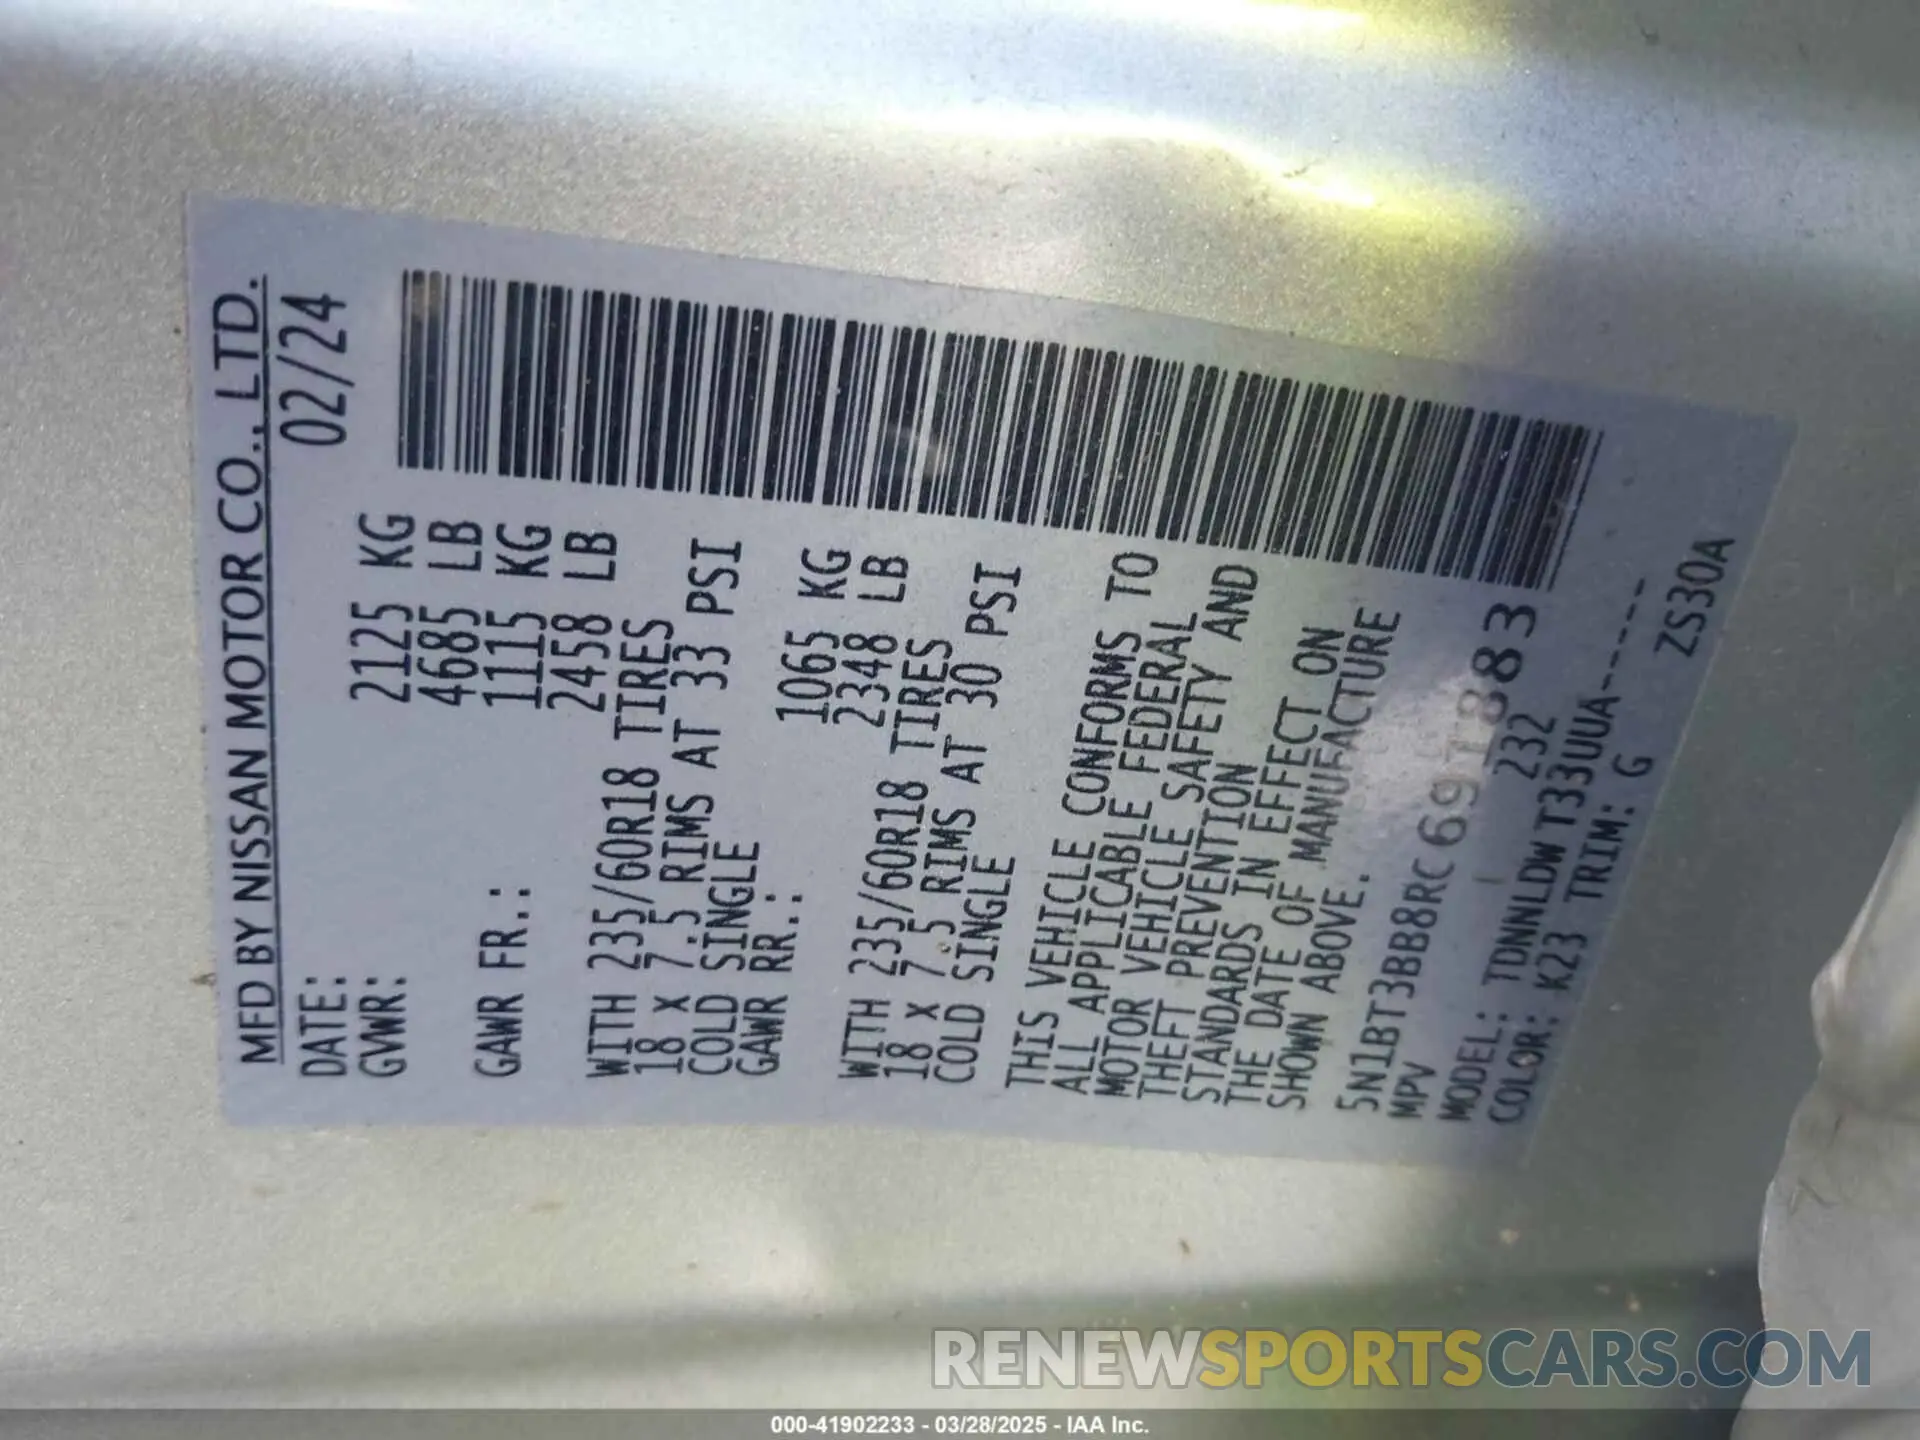 MFD BY NISSAN MOTOR CO., LTD.
DATE: 02/24
GVWR: 2125 KG
4685 LB
GAWR FR.: 1115 KG
2458 LB
WITH 235/60R18 TIRES
18 X 7.5 RIMS AT 33 PSI
COLD SINGLE
GAWR RR.: 1065 KG
2348 LB
WITH 235/60R18 TIRES
18 X 7.5 RIMS AT 30 PSI
COLD SINGLE
THIS VEHICLE CONFORMS TO
ALL APPLICABLE FEDERAL
MOTOR VEHICLE SAFETY AND
THEFT PREVENTION
STANDARDS IN EFFECT ON
THE DATE OF MANUFACTURE
SHOWN ABOVE.
5N1BT3BB8RC69
MPV 232
MODEL: TDNNLDWT33UUA-----
COLOR: K23 TRIM: G ZS30A
RENEWSPORTSCARS.COM
000-41902233 - 03/28/2025 - IAA Inc.